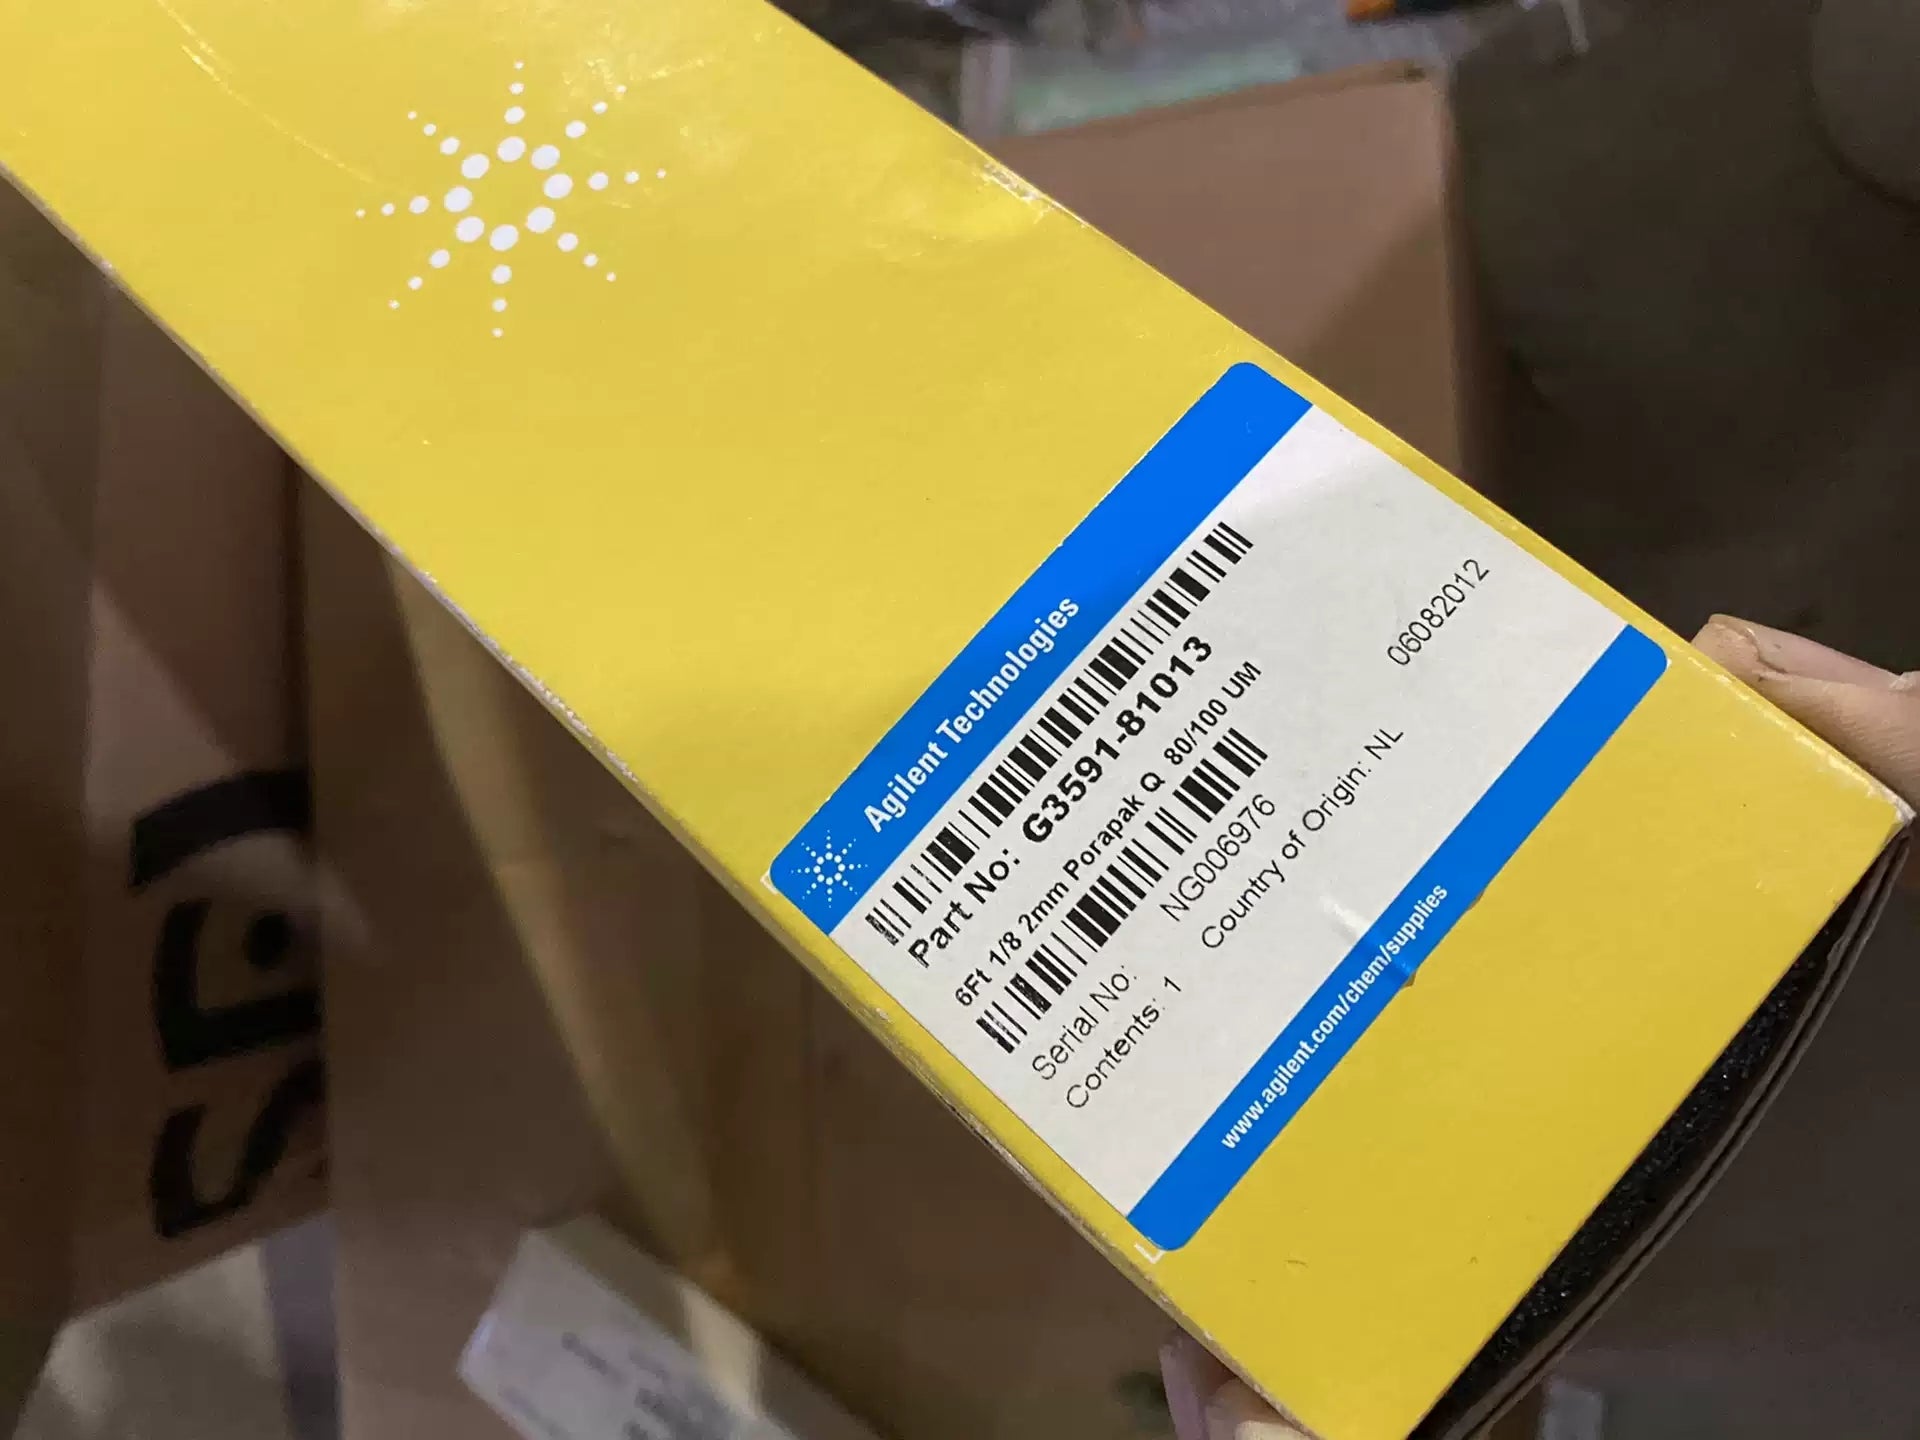 Agilent Technologies
Part No: G3591-81013
6Ft 1/8 2mm Porapak Q 80/100 UM
06082012
Serial No: NG006976
Contents: 1 Country of Origin: NL
www.agilent.com/chem/supplies